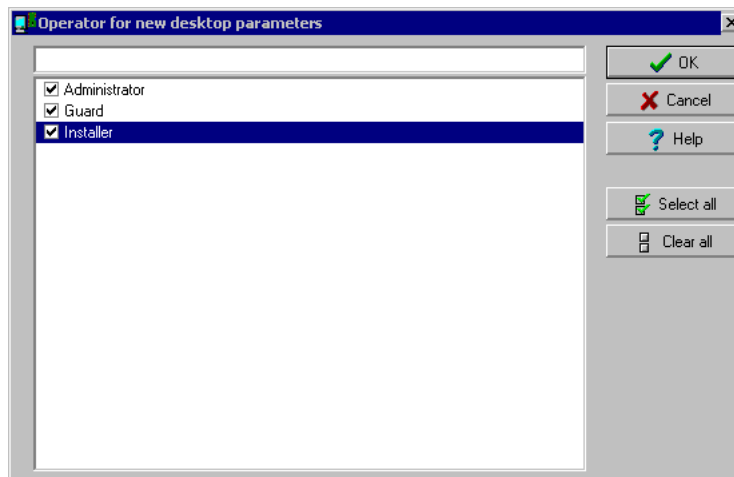 Operator for new desktop parameters
OK
Administrator
Cancel
Guard
Installer
Help
Select all
Clear all